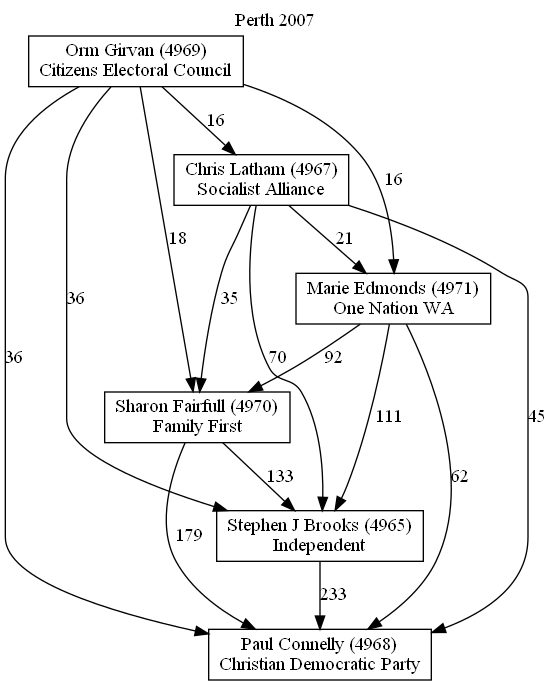 Perth 2007
Orm Girvan (4969)
Citizens Electoral Council
16
Chris Latham (4967)
Socialist Alliance
16
18
21
36
35
Marie Edmonds (4971)
One Nation WA
36
70
92
45
Sharon Fairfull (4970)
Family First
111
133
62
179
Stephen J Brooks (4965)
Independent
233
Paul Connelly (4968)
Christian Democratic Party